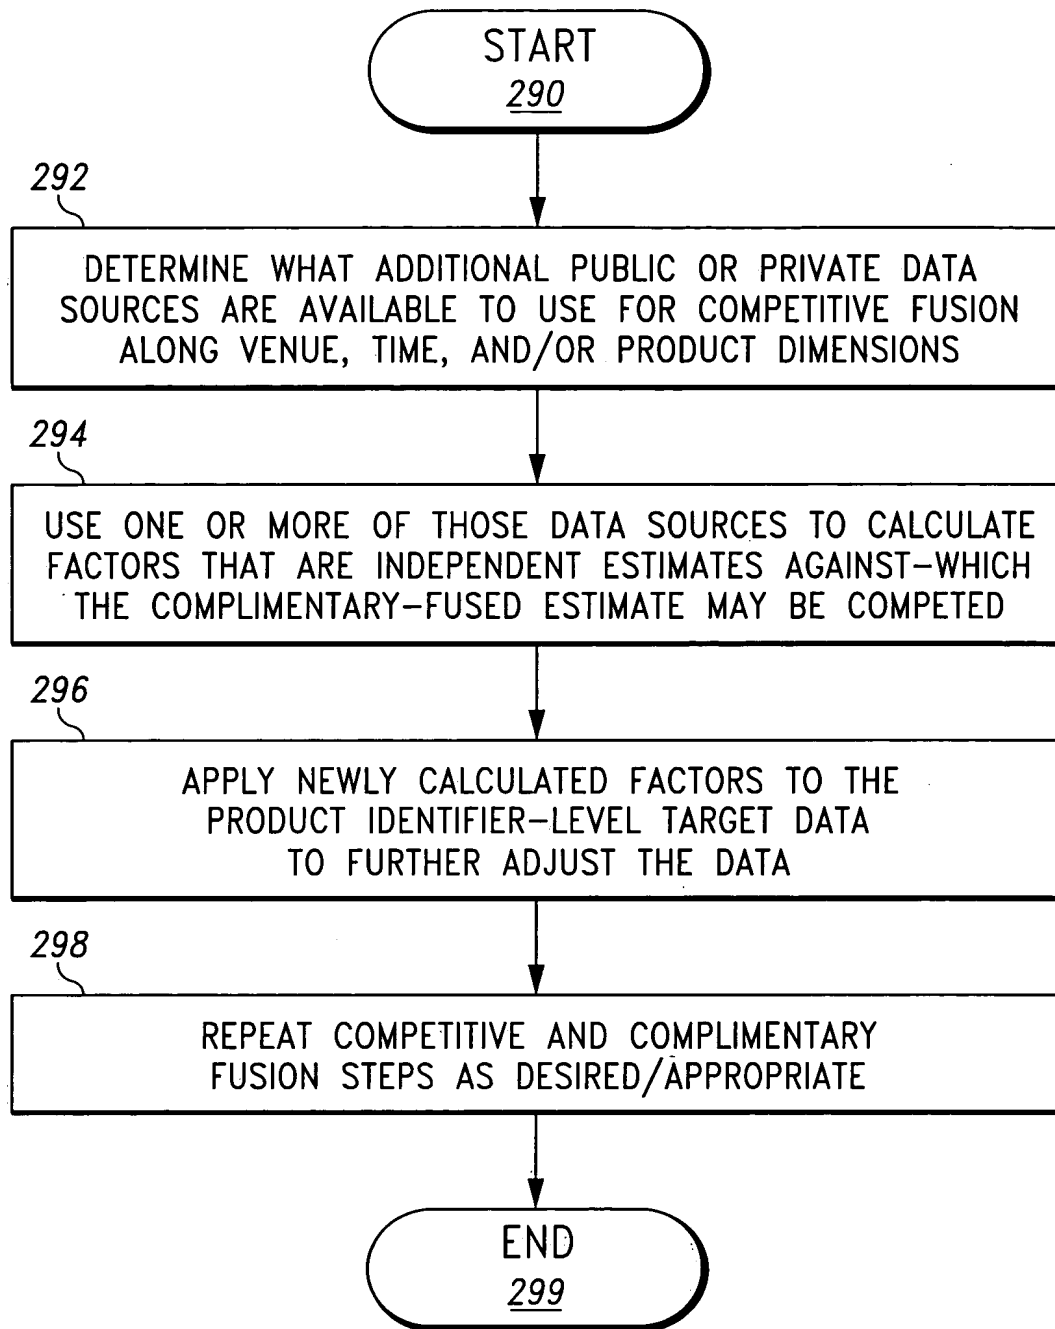 START
290
292
DETERMINE WHAT ADDITIONAL PUBLIC OR PRIVATE DATA
SOURCES ARE AVAILABLE TO USE FOR COMPETITIVE FUSION
ALONG VENUE, TIME, AND/OR PRODUCT DIMENSIONS
294
USE ONE OR MORE OF THOSE DATA SOURCES TO CALCULATE
FACTORS THAT ARE INDEPENDENT ESTIMATES AGAINST-WHICH
THE COMPLIMENTARY-FUSED ESTIMATE MAY BE COMPETED
296
APPLY NEWLY CALCULATED FACTORS TO THE
PRODUCT IDENTIFIER-LEVEL TARGET DATA
TO FURTHER ADJUST THE DATA
298
REPEAT COMPETITIVE AND COMPLIMENTARY
FUSION STEPS AS DESIRED/APPROPRIATE
END
299